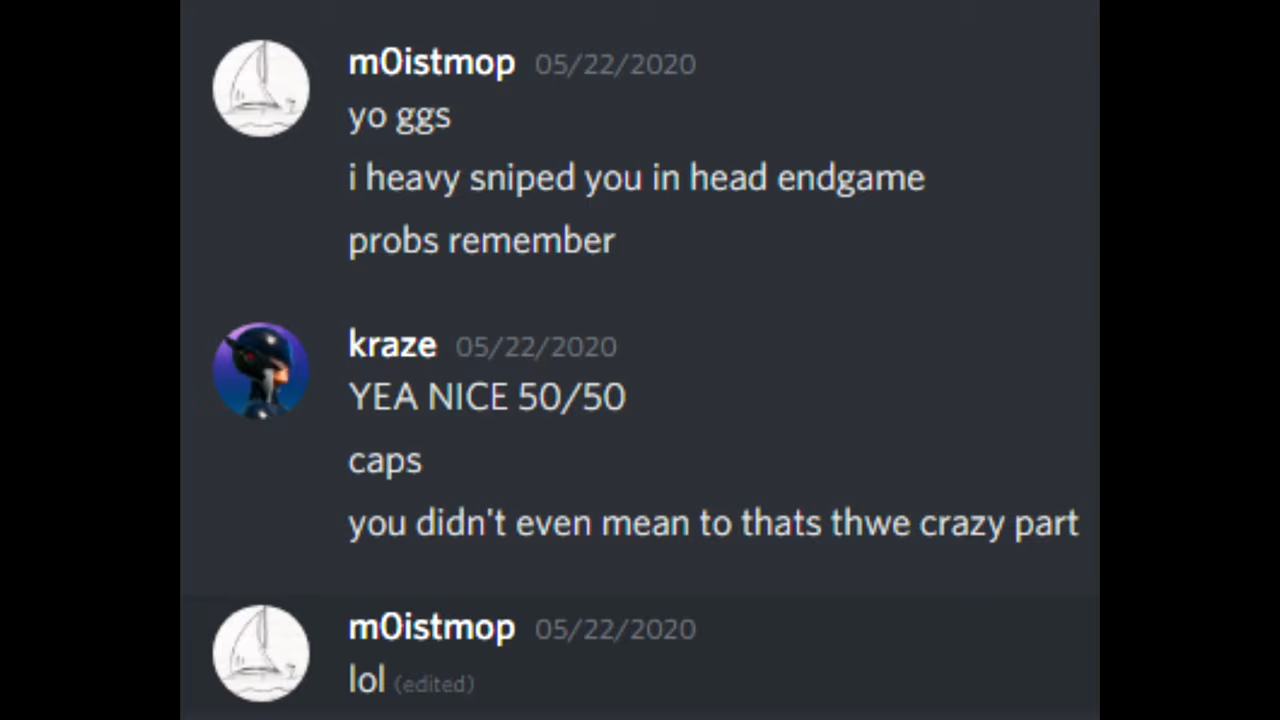 m0istmop 05/22/2020
yo ggs
i heavy sniped you in head endgame
probs remember
kraze 05/22/2020
YEA NICE 50/50
caps
you didn't even mean to thats thwe crazy part
m0istmop 05/22/2020
lol (edited)